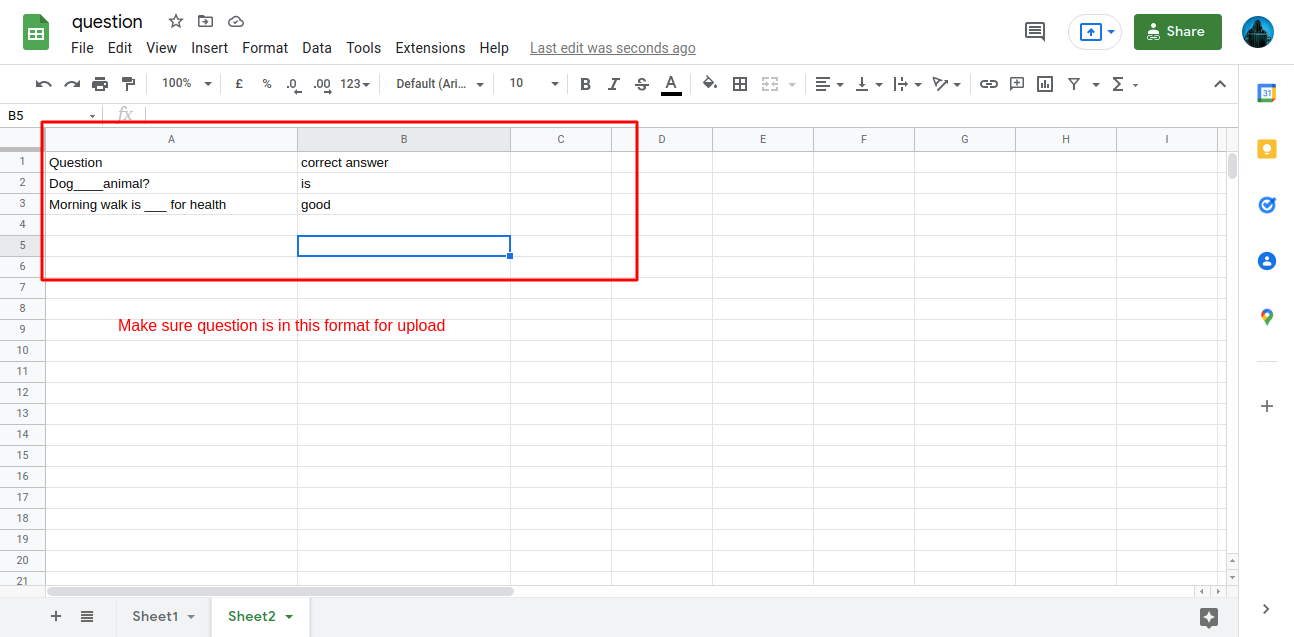 question
File Edit View Insert Format Data Tools Extensions Help Last edit was seconds ago
Share
100% £ % .0 .00 123 Default (Ari... 10 B I S A
B5 fx
A B C D E F G H I
1 Question correct answer
2 Dog____animal? is
3 Morning walk is ___ for health good
4
5
6
7
8
9
Make sure question is in this format for upload
10
11
12
13
14
15
16
17
18
19
20
21
Sheet1 Sheet2
31